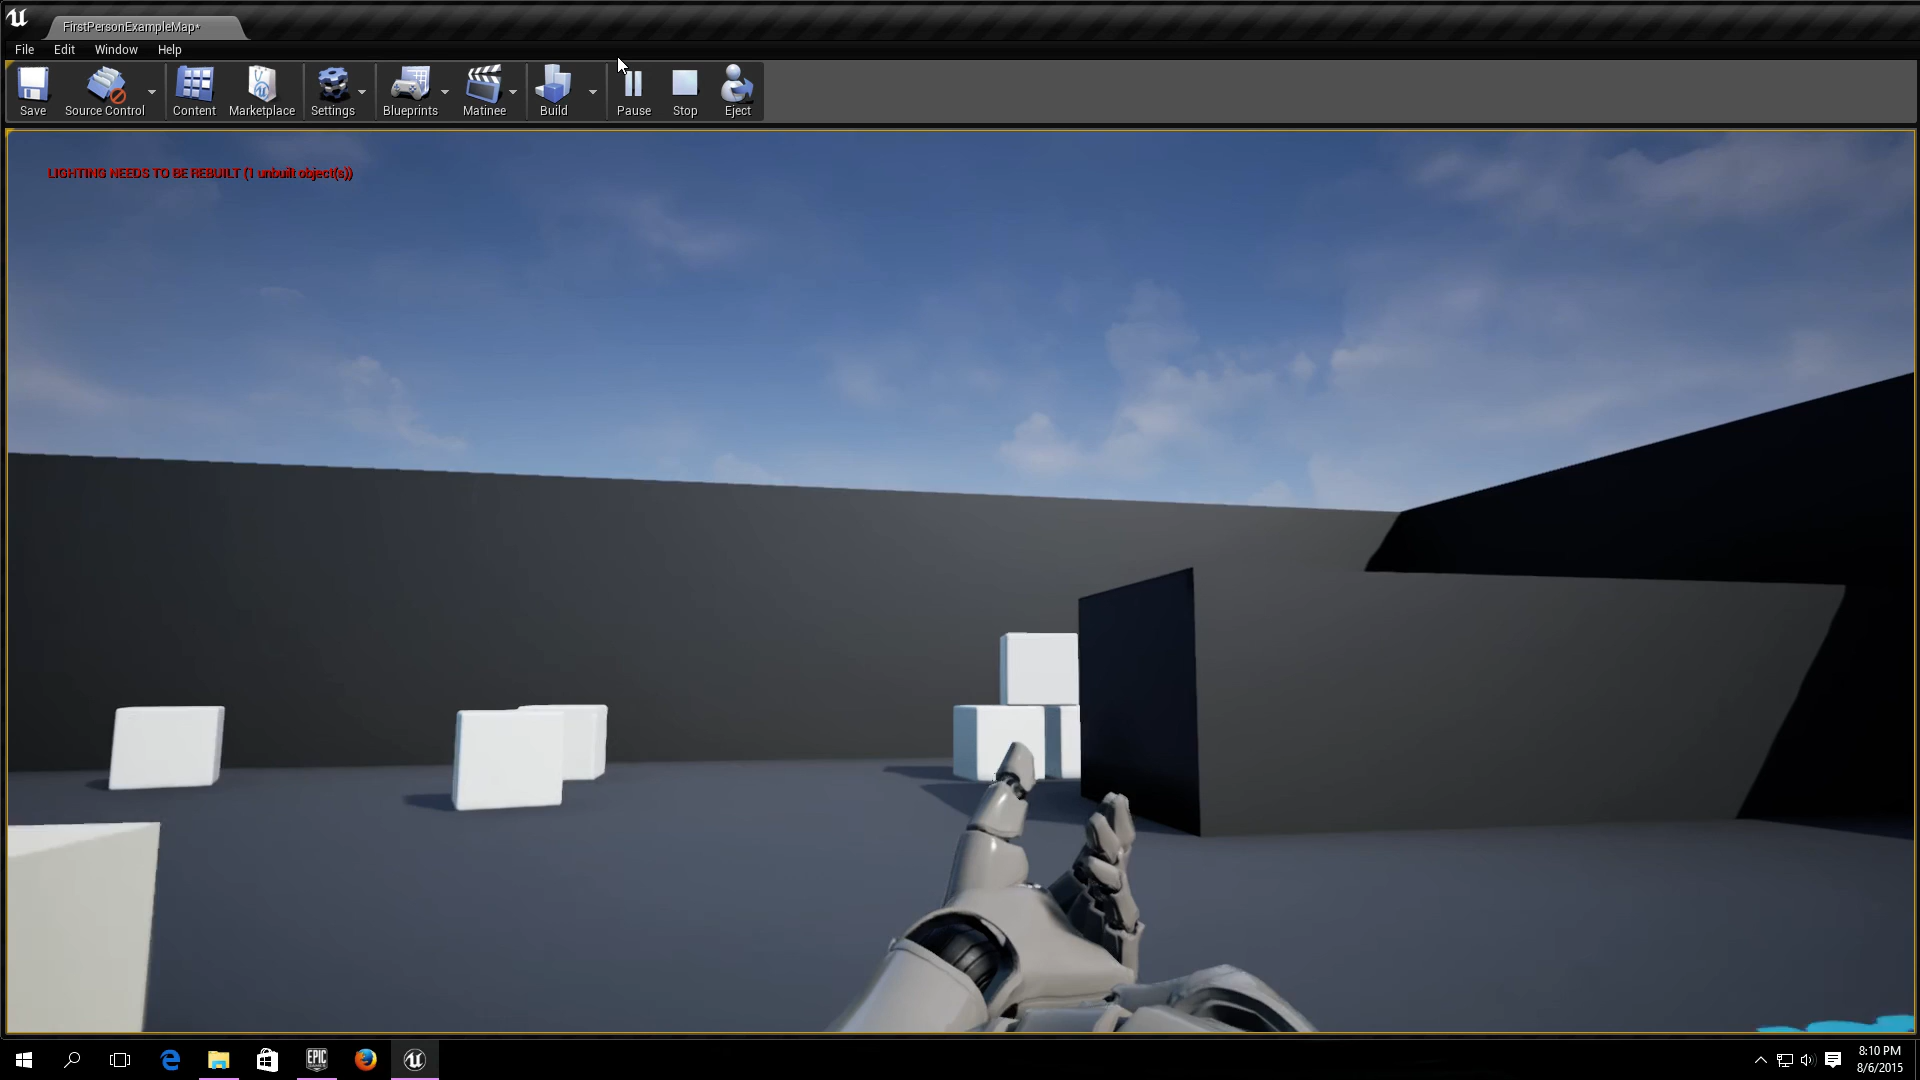 FirstPersonExampleMap*
File Edit Window Help
Save Source Control Content Marketplace Settings Blueprints Matinee Build Pause Stop Eject
LIGHTING NEEDS TO BE REBUILT (1 unbuilt object(s))
EPIC GAMES
8:10 PM
8/6/2015